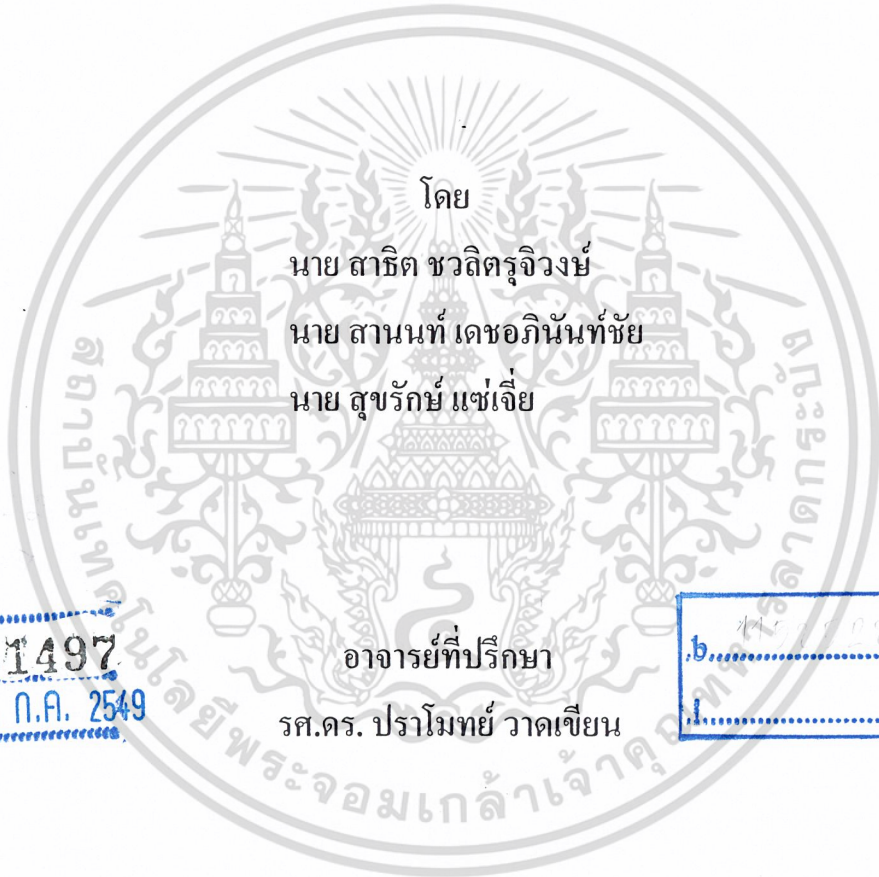 โดย
นาย สาธิต ชวลิตรุจิวงษ์
นาย สานนท์ เดชอภินันท์ชัย
นาย สุขรักษ์ แซ่เจี่ย
อาจารย์ที่ปรึกษา
รศ.ดร. ปราโมทย์ วาดเขียน
สถาบันเทคโนโลยีพระจอมเกล้าเจ้าคุณทหารลาดกระบัง
1497
ก.ค. 2549
b